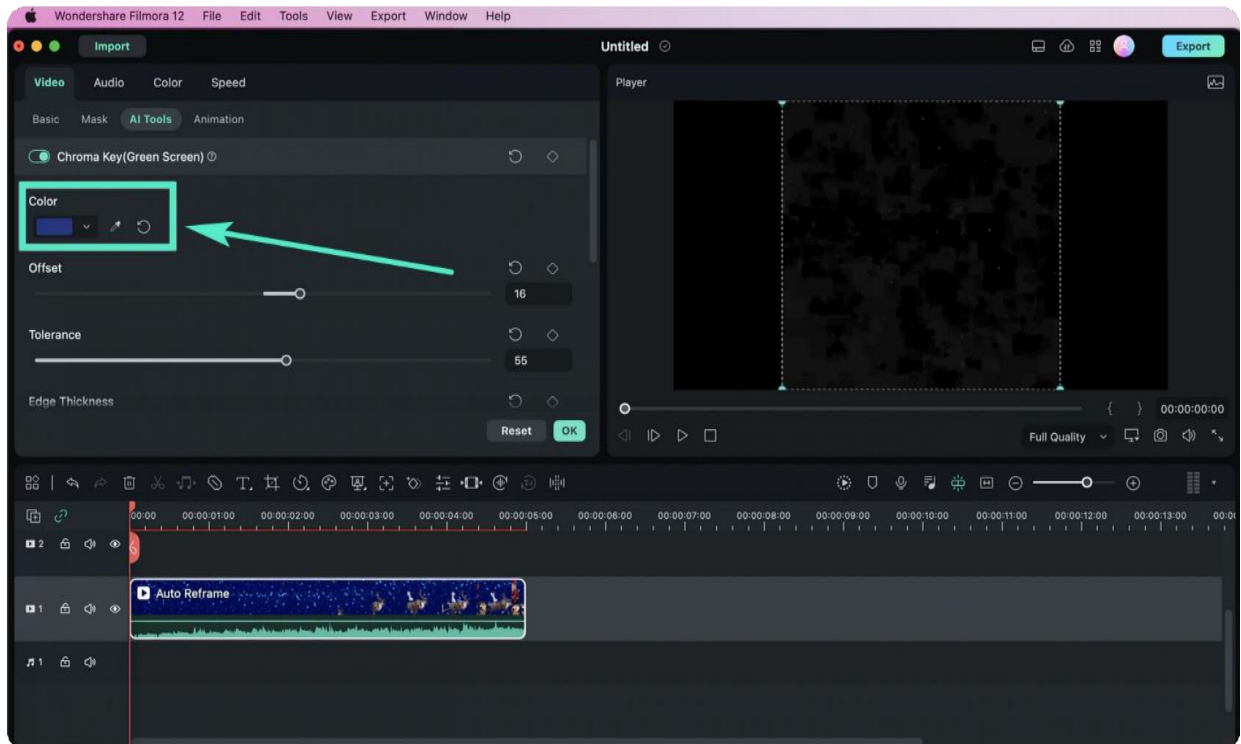 Wondershare Filmora 12 File Edit Tools View Export Window Help
Import
Untitled
Export
Video Audio Color Speed
Player
Basic Mask AI Tools Animation
Chroma Key(Green Screen)
Color
Offset
16
Tolerance
55
Edge Thickness
Reset OK
{ } 00:00:00:00
Full Quality
00:00 00:00:01:00 00:00:02:00 00:00:03:00 00:00:04:00 00:00:05:00 00:00:06:00 00:00:07:00 00:00:08:00 00:00:09:00 00:00:10:00 00:00:11:00 00:00:12:00 00:00:13:00 00:00
2
Auto Reframe
1
1